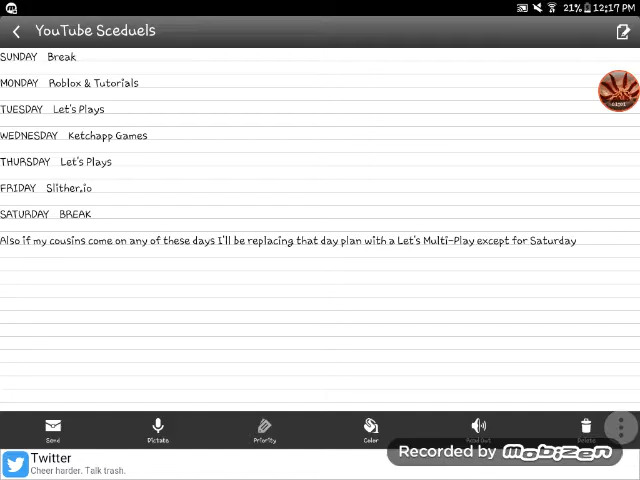 21% 12:17 PM
YouTube Sceduels
SUNDAY Break
MONDAY Roblox & Tutorials
TUESDAY Let's Plays
WEDNESDAY Ketchapp Games
THURSDAY Let's Plays
FRIDAY Slither.io
SATURDAY BREAK
Also if my cousins come on any of these days I'll be replacing that day plan with a Let's Multi-Play except for Saturday
Send Dictate Priority Color Read Out Delete
Recorded by mobizen
Twitter
Cheer harder. Talk trash.